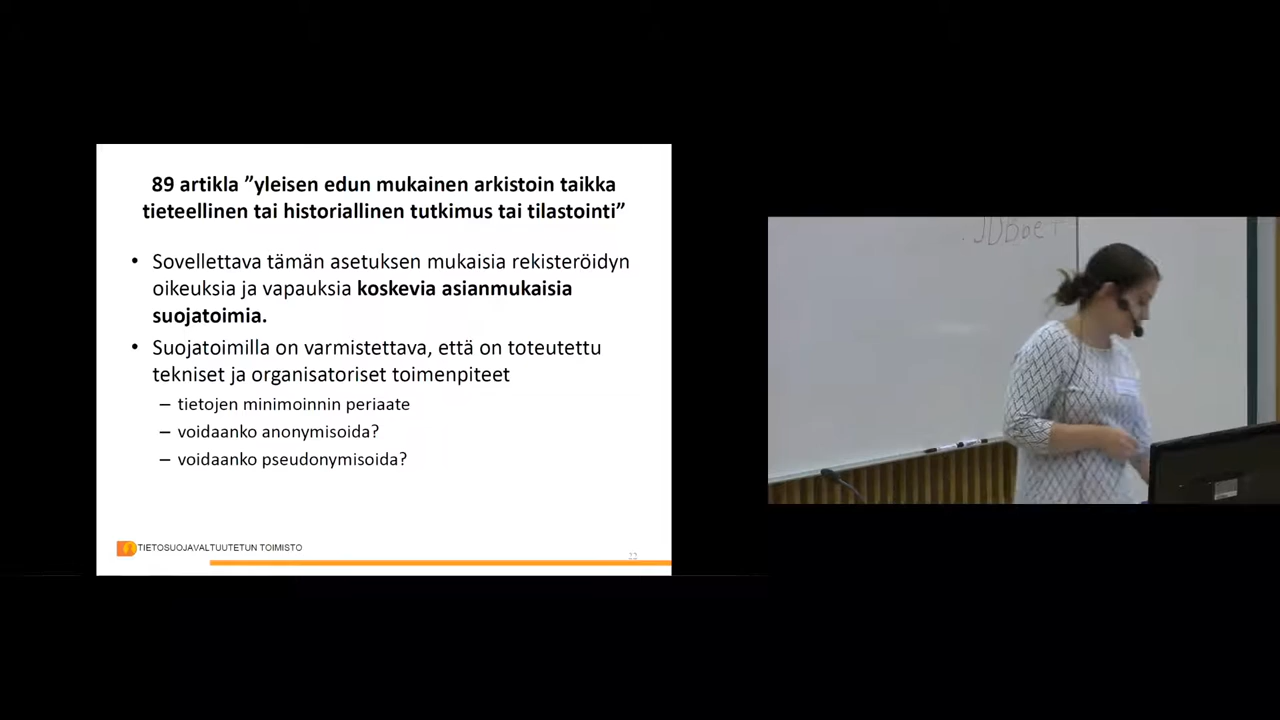 89 artikla ”yleisen edun mukainen arkistoin taikka
tieteellinen tai historiallinen tutkimus tai tilastointi”
• Sovellettava tämän asetuksen mukaisia rekisteröidyn
oikeuksia ja vapauksia koskevia asianmukaisia
suojatoimia.
• Suojatoimilla on varmistettava, että on toteutettu
tekniset ja organisatoriset toimenpiteet
– tietojen minimoinnin periaate
– voidaanko anonymisoida?
– voidaanko pseudonymisoida?
TIETOSUOJAVALTUUTETUN TOIMISTO